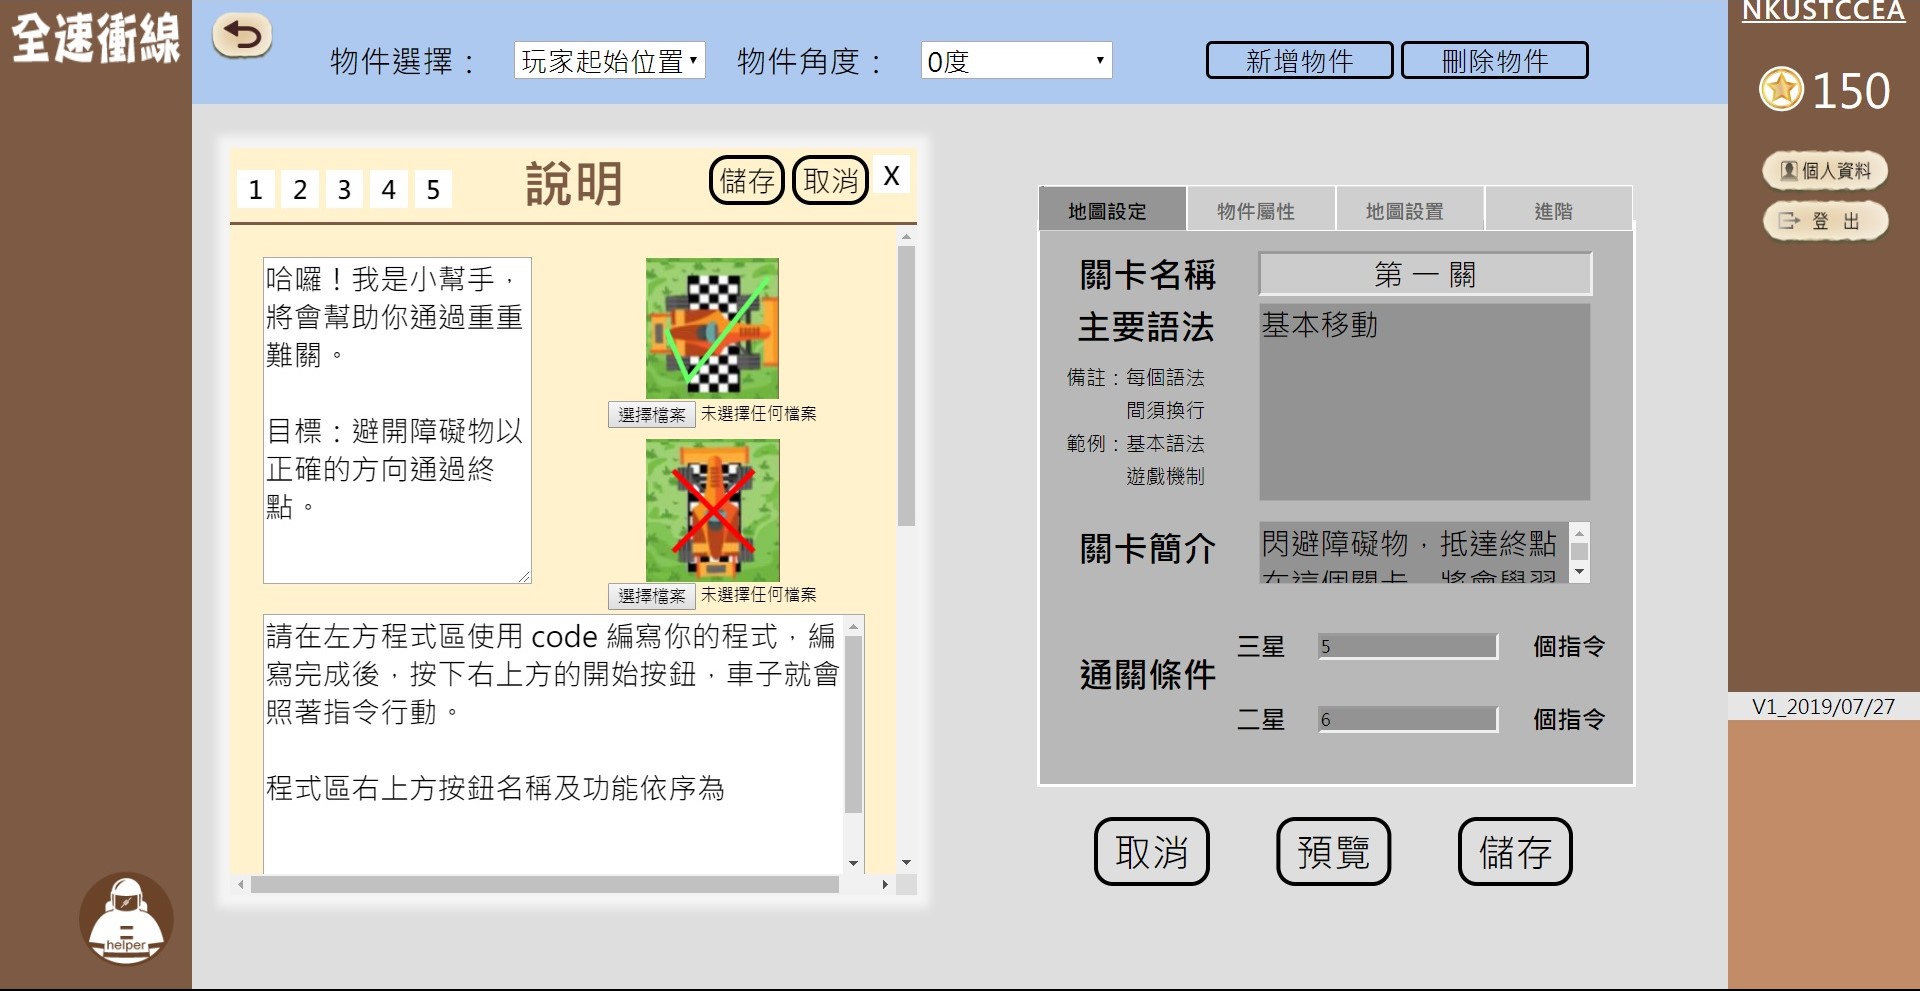 全速衝線
物件選擇：
玩家起始位置
物件角度：
0度
新增物件
刪除物件
NKUSTCCEA
150
個人資料
登 出
V1_2019/07/27
1 2 3 4 5
說明
儲存
取消
X
哈囉！我是小幫手，
將會幫助你通過重重
難關。
目標：避開障礙物以
正確的方向通過終
點。
選擇檔案 未選擇任何檔案
選擇檔案 未選擇任何檔案
請在左方程式區使用 code 編寫你的程式，編
寫完成後，按下右上方的開始按鈕，車子就會
照著指令行動。
程式區右上方按鈕名稱及功能依序為
helper
地圖設定
物件屬性
地圖設置
進階
關卡名稱
第 一 關
主要語法
基本移動
備註：每個語法
間須換行
範例：基本語法
遊戲機制
關卡簡介
閃避障礙物，抵達終點
在這個關卡，將會學習
通關條件
三星 5 個指令
二星 6 個指令
取消
預覽
儲存